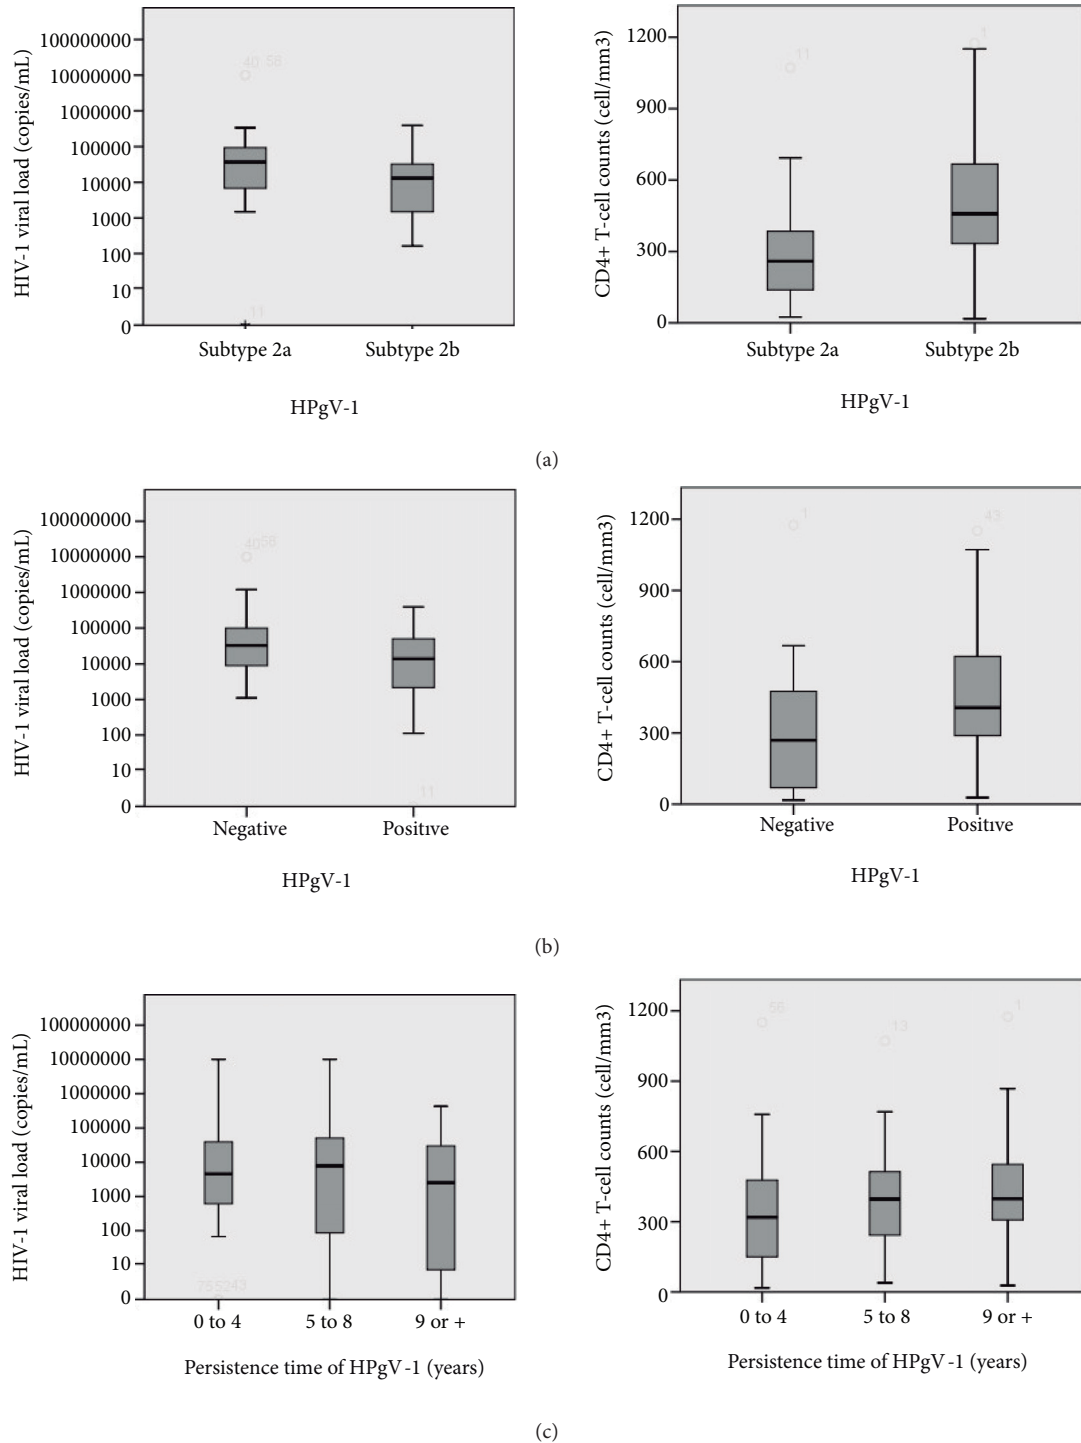 HIV-1 viral load (copies/mL)
100000000
10000000
1000000
100000
10000
1000
100
10
0
40 58
11
Subtype 2a
Subtype 2b
HPgV-1
CD4+ T-cell counts (cell/mm3)
1200
900
600
300
0
11
1
Subtype 2a
Subtype 2b
HPgV-1
(a)
HIV-1 viral load (copies/mL)
100000000
10000000
1000000
100000
10000
1000
100
10
0
40 58
11
Negative
Positive
HPgV-1
CD4+ T-cell counts (cell/mm3)
1200
900
600
300
0
1
43
Negative
Positive
HPgV-1
(b)
HIV-1 viral load (copies/mL)
100000000
10000000
1000000
100000
10000
1000
100
10
0
0 to 4
5 to 8
9 or +
Persistence time of HPgV-1 (years)
CD4+ T-cell counts (cell/mm3)
1200
900
600
300
0
13
1
0 to 4
5 to 8
9 or +
Persistence time of HPgV-1 (years)
(c)